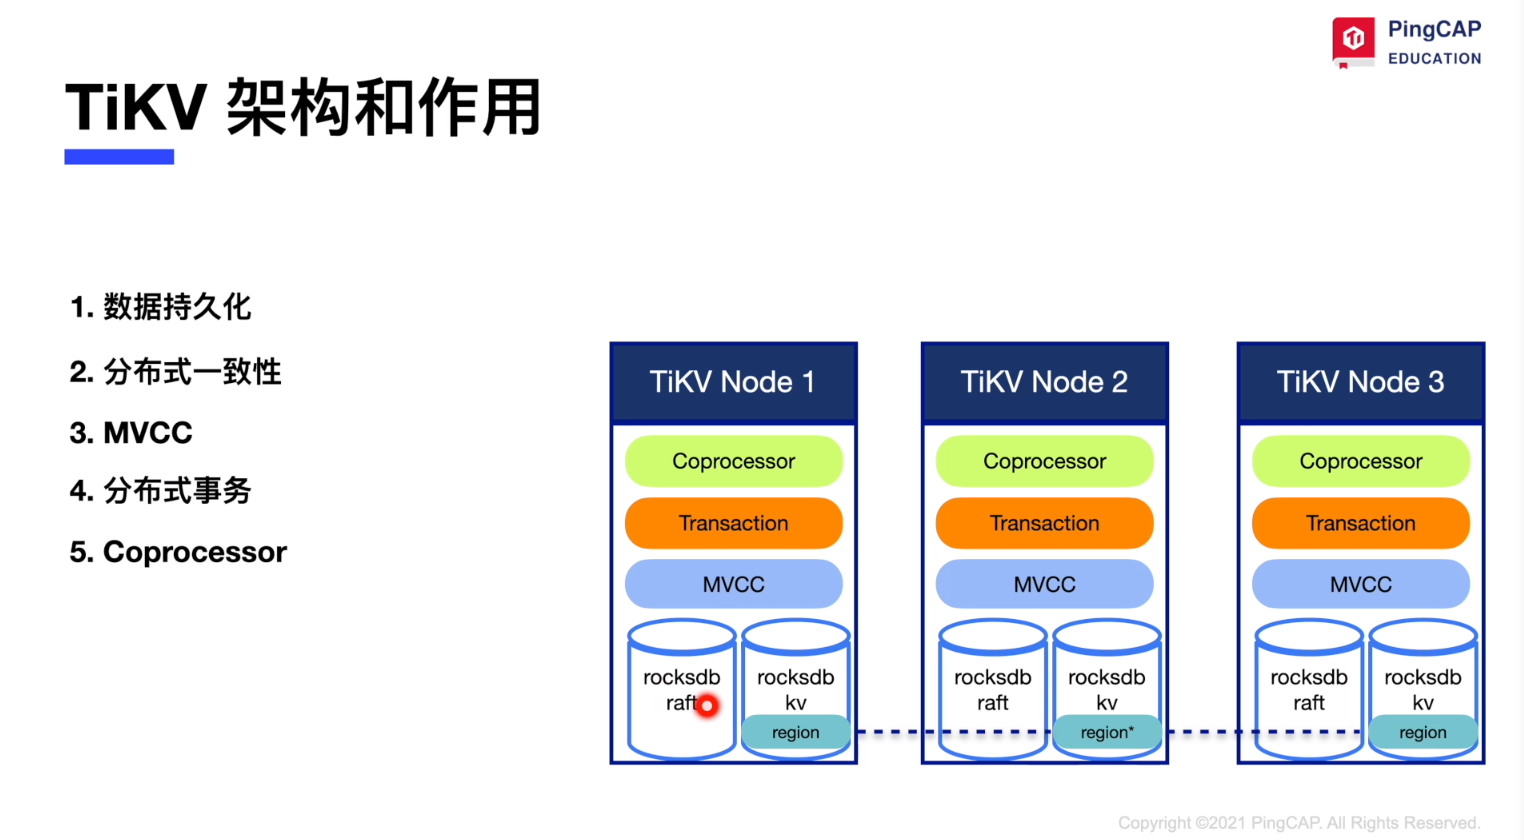 PingCAP
EDUCATION
TiKV 架构和作用
1. 数据持久化
2. 分布式一致性
3. MVCC
4. 分布式事务
5. Coprocessor
TiKV Node 1
Coprocessor
Transaction
MVCC
rocksdb
raft
rocksdb
kv
region
TiKV Node 2
Coprocessor
Transaction
MVCC
rocksdb
raft
rocksdb
kv
region*
TiKV Node 3
Coprocessor
Transaction
MVCC
rocksdb
raft
rocksdb
kv
region
Copyright ©2021 PingCAP. All Rights Reserved.